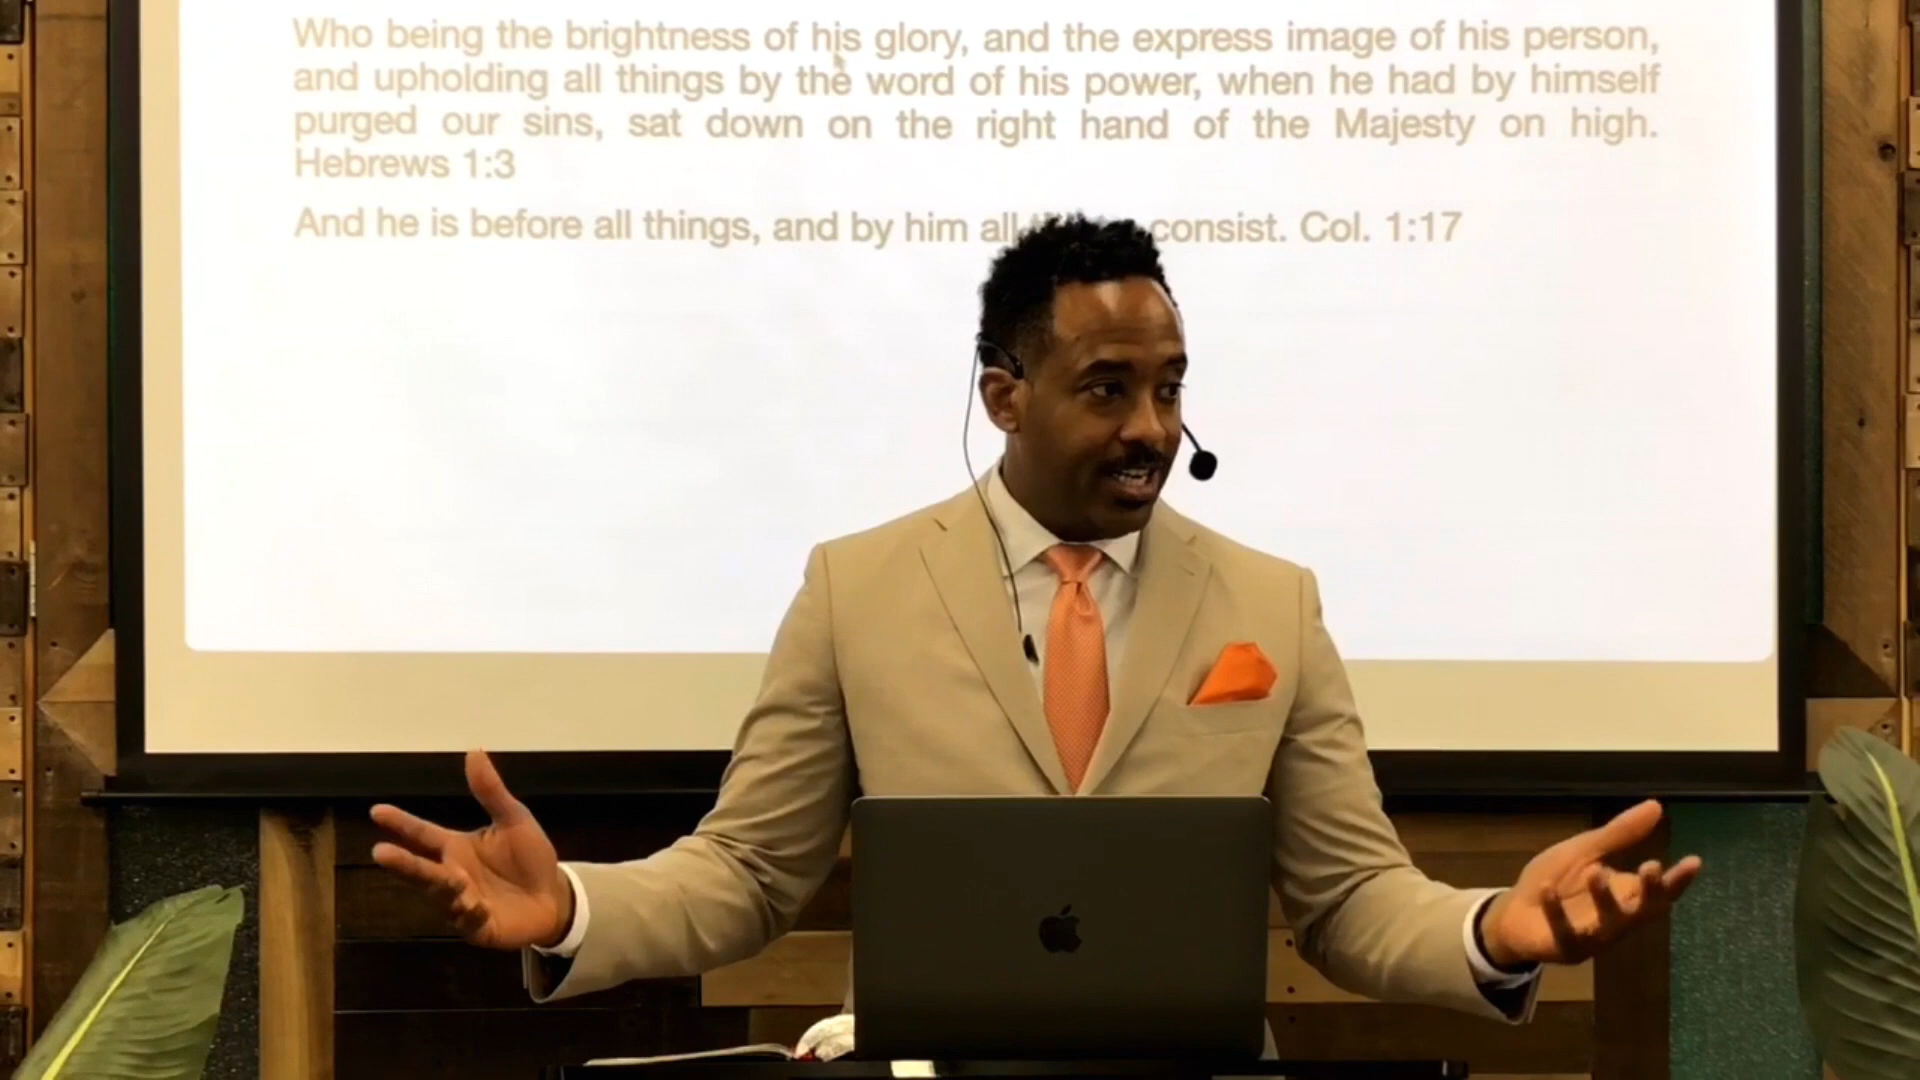 Who being the brightness of his glory, and the express image of his person,
and upholding all things by the word of his power, when he had by himself
purged our sins, sat down on the right hand of the Majesty on high.
Hebrews 1:3
And he is before all things, and by him all consist. Col. 1:17